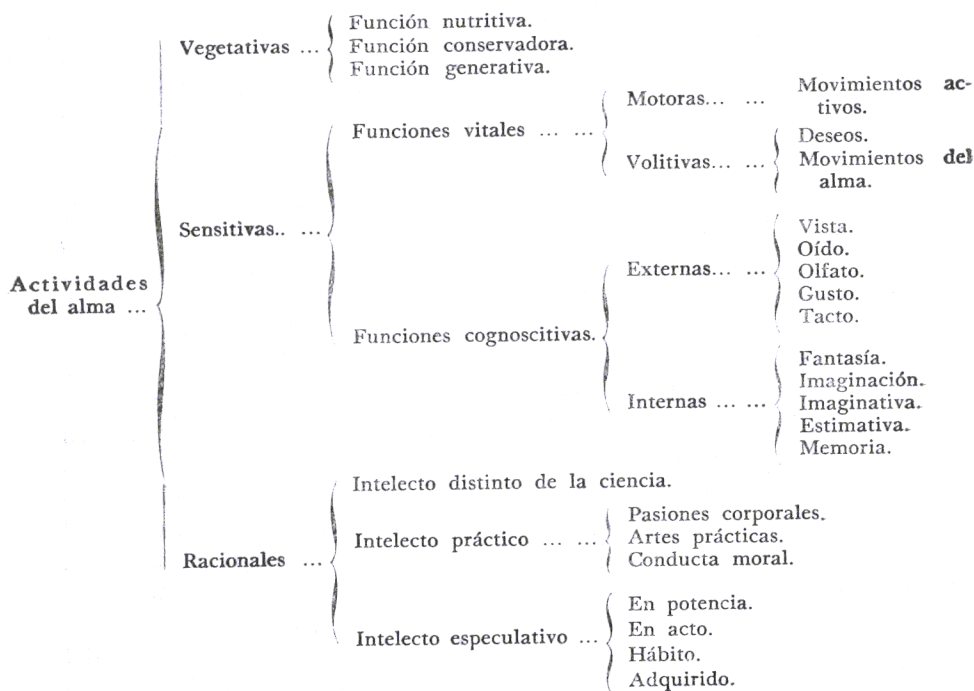 Función nutritiva.
Vegetativas ... Función conservadora.
Función generativa.
Motoras... ... Movimientos ac-
tivos.
Funciones vitales ... ...
Deseos.
Volitivas... ... Movimientos del
alma.
Sensitivas.. ...
Vista.
Oído.
Externas... ... Olfato.
Gusto.
Tacto.
Actividades
del alma ...
Funciones cognoscitivas.
Fantasía.
Imaginación.
Internas ... ... Imaginativa.
Estimativa.
Memoria.
Intelecto distinto de la ciencia.
Pasiones corporales.
Racionales ... Intelecto práctico ... ... Artes prácticas.
Conducta moral.
En potencia.
Intelecto especulativo ... En acto.
Hábito.
Adquirido.